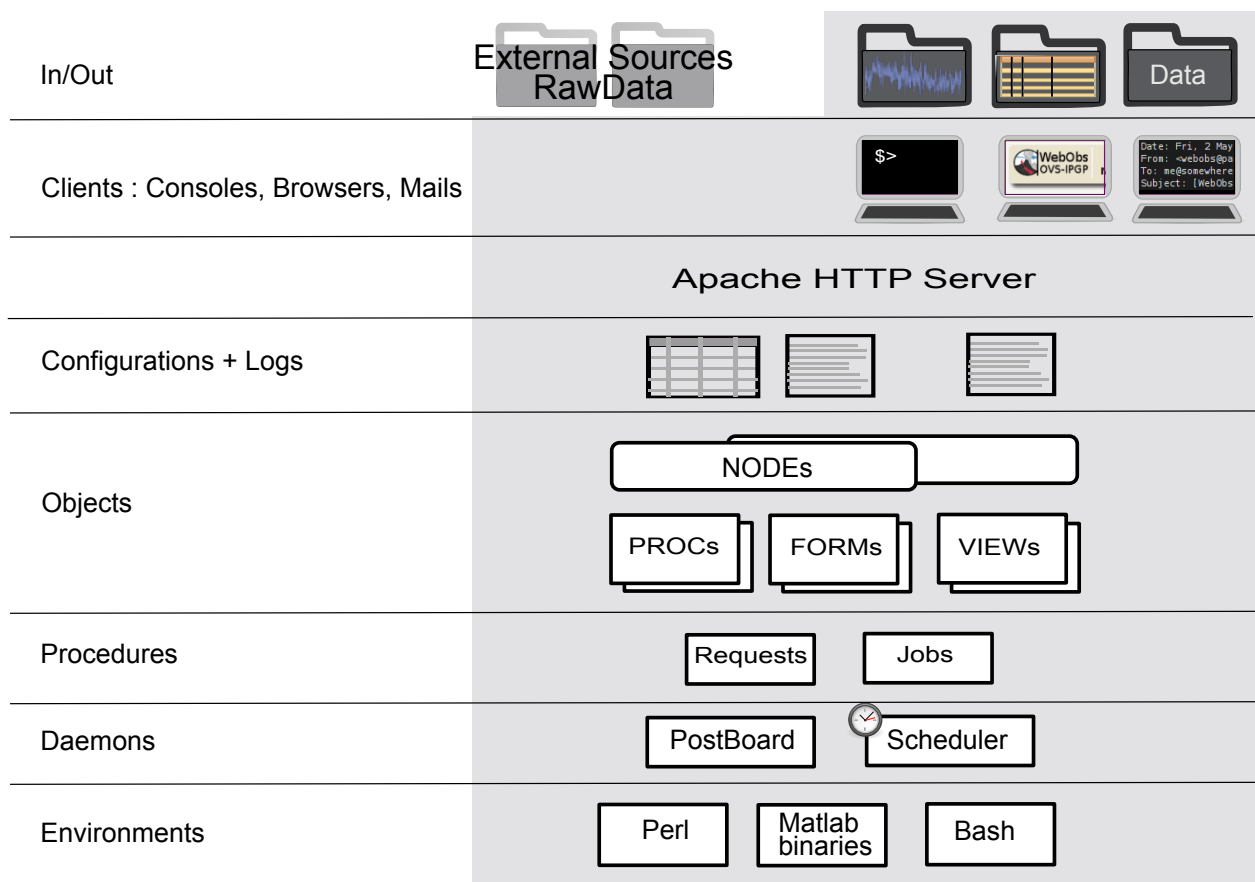 In/Out
External Sources
RawData
Data
Clients : Consoles, Browsers, Mails
$>
WebObs
OVS-IPGP
Date: Fri, 2 May
From: <webobs@pa
To: me@somewhere
Subject: [WebObs
Apache HTTP Server
Configurations + Logs
Objects
NODEs
PROCs
FORMs
VIEWs
Procedures
Requests
Jobs
Daemons
PostBoard
Scheduler
Environments
Perl
Matlab
binaries
Bash